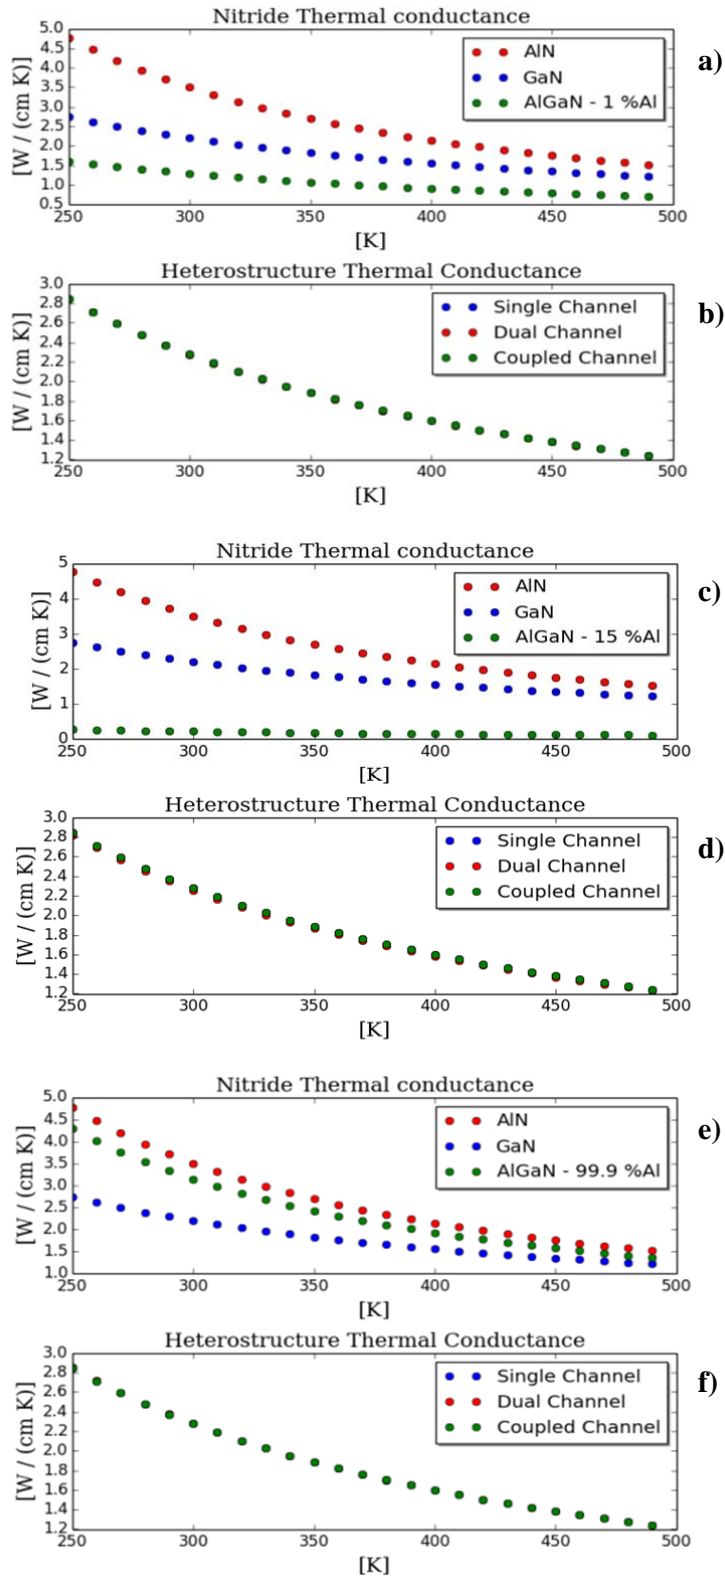 Nitride Thermal conductance
a)
5.0
4.5
4.0
3.5
3.0
2.5
2.0
1.5
1.0
0.5
[W / (cm K)]
AlN
GaN
AlGaN - 1 %Al
250 300 350 400 450 500
[K]
Heterostructure Thermal Conductance
b)
3.0
2.8
2.6
2.4
2.2
2.0
1.8
1.6
1.4
1.2
[W / (cm K)]
Single Channel
Dual Channel
Coupled Channel
250 300 350 400 450 500
[K]
Nitride Thermal conductance
c)
5
4
3
2
1
0
[W / (cm K)]
AlN
GaN
AlGaN - 15 %Al
250 300 350 400 450 500
[K]
Heterostructure Thermal Conductance
d)
3.0
2.8
2.6
2.4
2.2
2.0
1.8
1.6
1.4
1.2
[W / (cm K)]
Single Channel
Dual Channel
Coupled Channel
250 300 350 400 450 500
[K]
Nitride Thermal conductance
e)
5.0
4.5
4.0
3.5
3.0
2.5
2.0
1.5
1.0
[W / (cm K)]
AlN
GaN
AlGaN - 99.9 %Al
250 300 350 400 450 500
[K]
Heterostructure Thermal Conductance
f)
3.0
2.8
2.6
2.4
2.2
2.0
1.8
1.6
1.4
1.2
[W / (cm K)]
Single Channel
Dual Channel
Coupled Channel
250 300 350 400 450 500
[K]